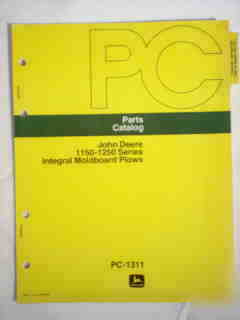 PC
Parts
Catalog
John Deere
1150-1250 Series
Integral Moldboard Plows
PC-1311